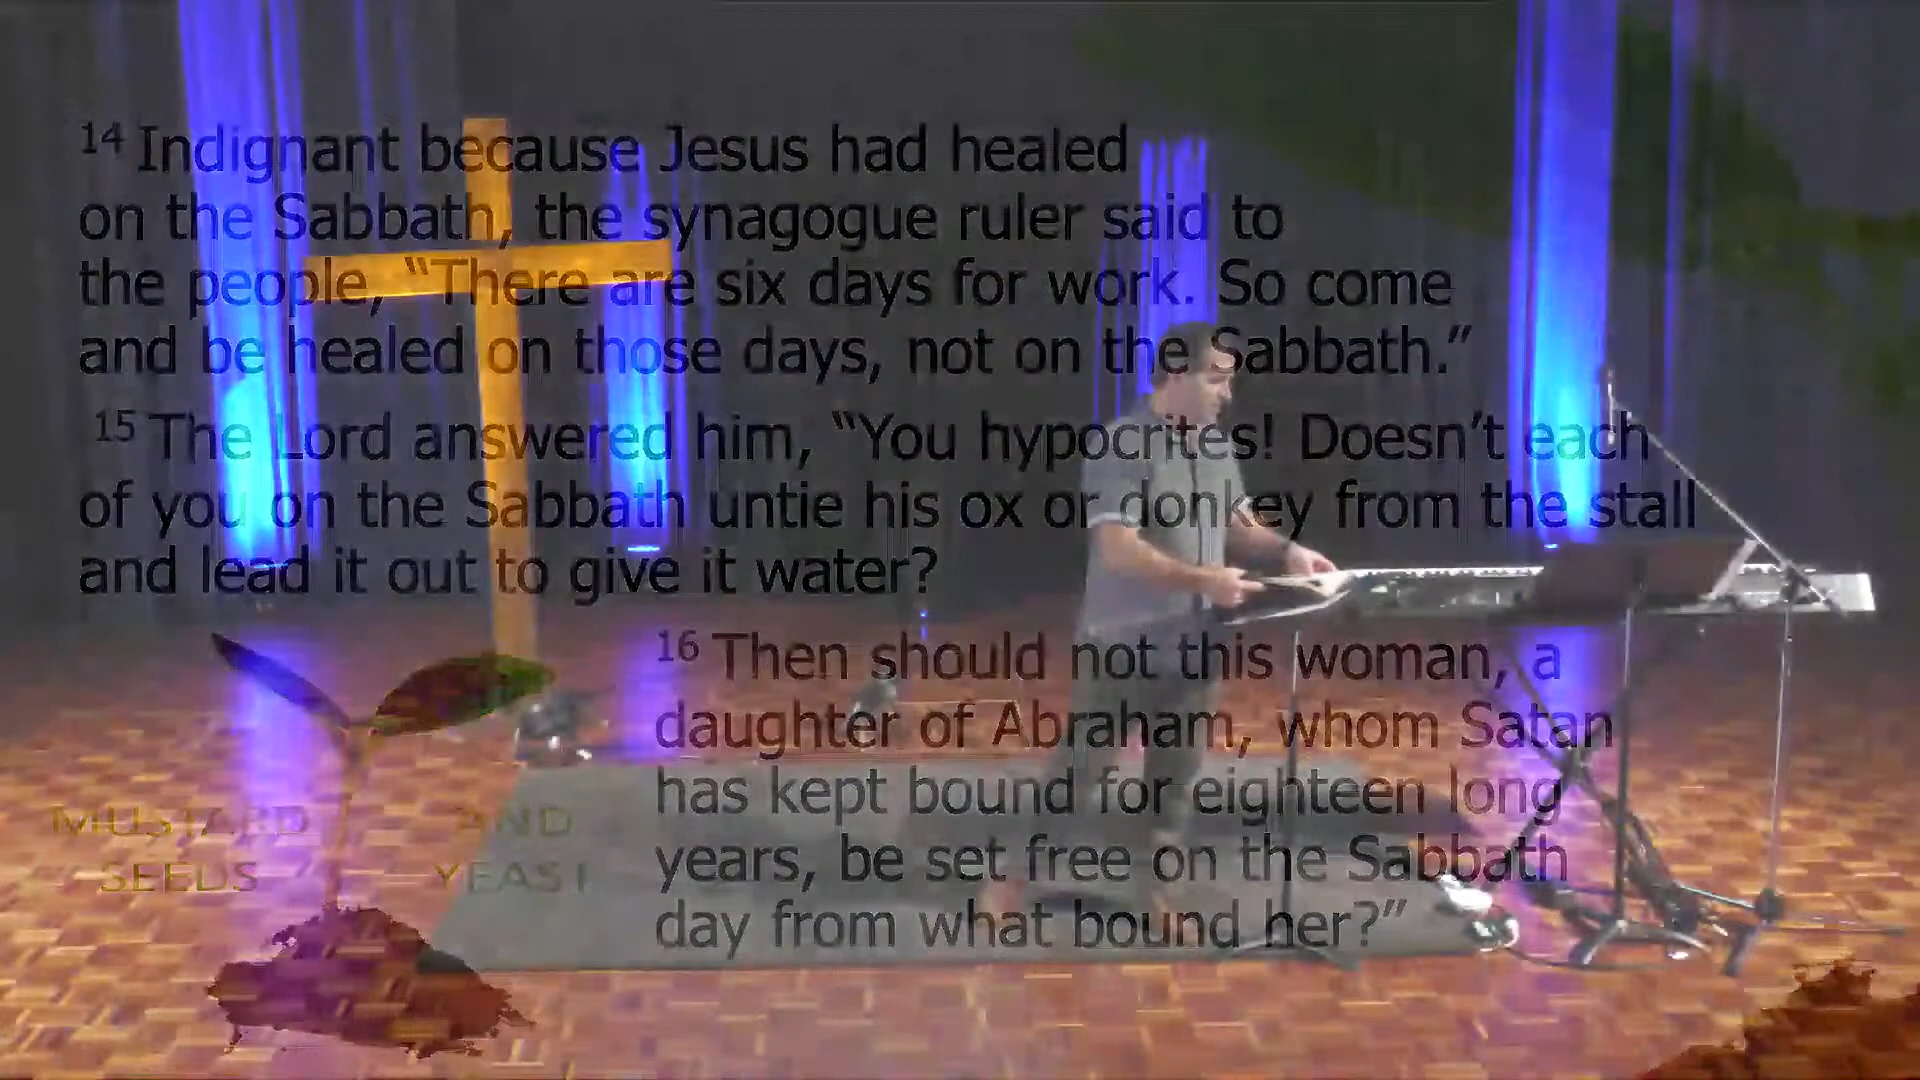 14 Indignant because Jesus had healed
on the Sabbath, the synagogue ruler said to
the people, “There are six days for work. So come
and be healed on those days, not on the Sabbath.”
15 The Lord answered him, “You hypocrites! Doesn’t each
of you on the Sabbath untie his ox or donkey from the stall
and lead it out to give it water?
16 Then should not this woman, a
daughter of Abraham, whom Satan
has kept bound for eighteen long
years, be set free on the Sabbath
day from what bound her?”
MUSTARD AND
SEEDS YEAST